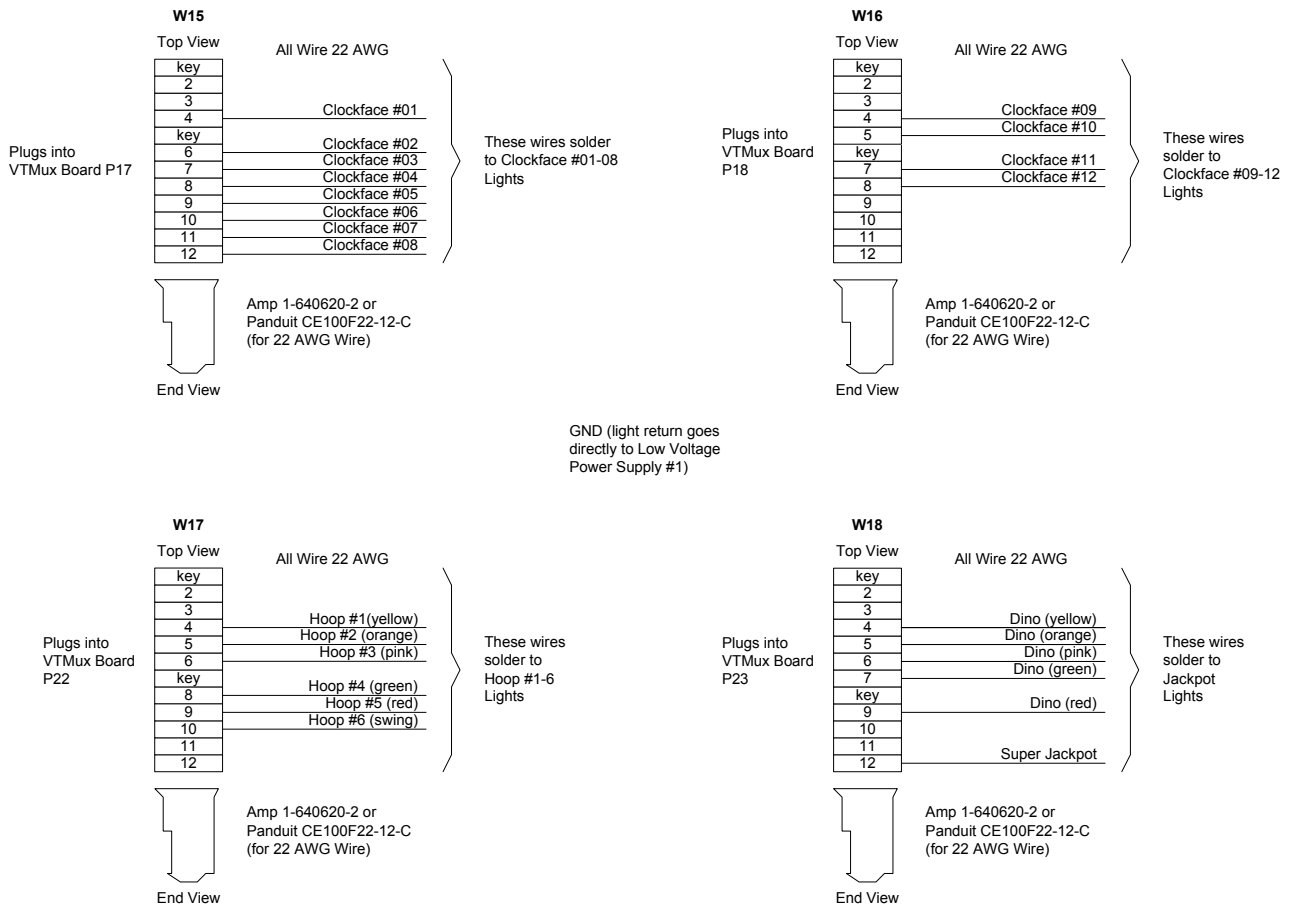 W15
Top View
All Wire 22 AWG
key
2
3
4
key
6
7
8
9
10
11
12
Clockface #01
Clockface #02
Clockface #03
Clockface #04
Clockface #05
Clockface #06
Clockface #07
Clockface #08
Plugs into
VTMux Board P17
These wires solder
to Clockface #01-08
Lights
Amp 1-640620-2 or
Panduit CE100F22-12-C
(for 22 AWG Wire)
End View
W16
Top View
All Wire 22 AWG
key
2
3
4
5
key
7
8
9
10
11
12
Clockface #09
Clockface #10
Clockface #11
Clockface #12
Plugs into
VTMux Board
P18
These wires
solder to
Clockface #09-12
Lights
Amp 1-640620-2 or
Panduit CE100F22-12-C
(for 22 AWG Wire)
End View
GND (light return goes
directly to Low Voltage
Power Supply #1)
W17
Top View
All Wire 22 AWG
key
2
3
4
5
6
key
8
9
10
11
12
Hoop #1(yellow)
Hoop #2 (orange)
Hoop #3 (pink)
Hoop #4 (green)
Hoop #5 (red)
Hoop #6 (swing)
Plugs into
VTMux Board
P22
These wires
solder to
Hoop #1-6
Lights
Amp 1-640620-2 or
Panduit CE100F22-12-C
(for 22 AWG Wire)
End View
W18
Top View
All Wire 22 AWG
key
2
3
4
5
6
7
key
9
10
11
12
Dino (yellow)
Dino (orange)
Dino (pink)
Dino (green)
Dino (red)
Super Jackpot
Plugs into
VTMux Board
P23
These wires
solder to
Jackpot
Lights
Amp 1-640620-2 or
Panduit CE100F22-12-C
(for 22 AWG Wire)
End View